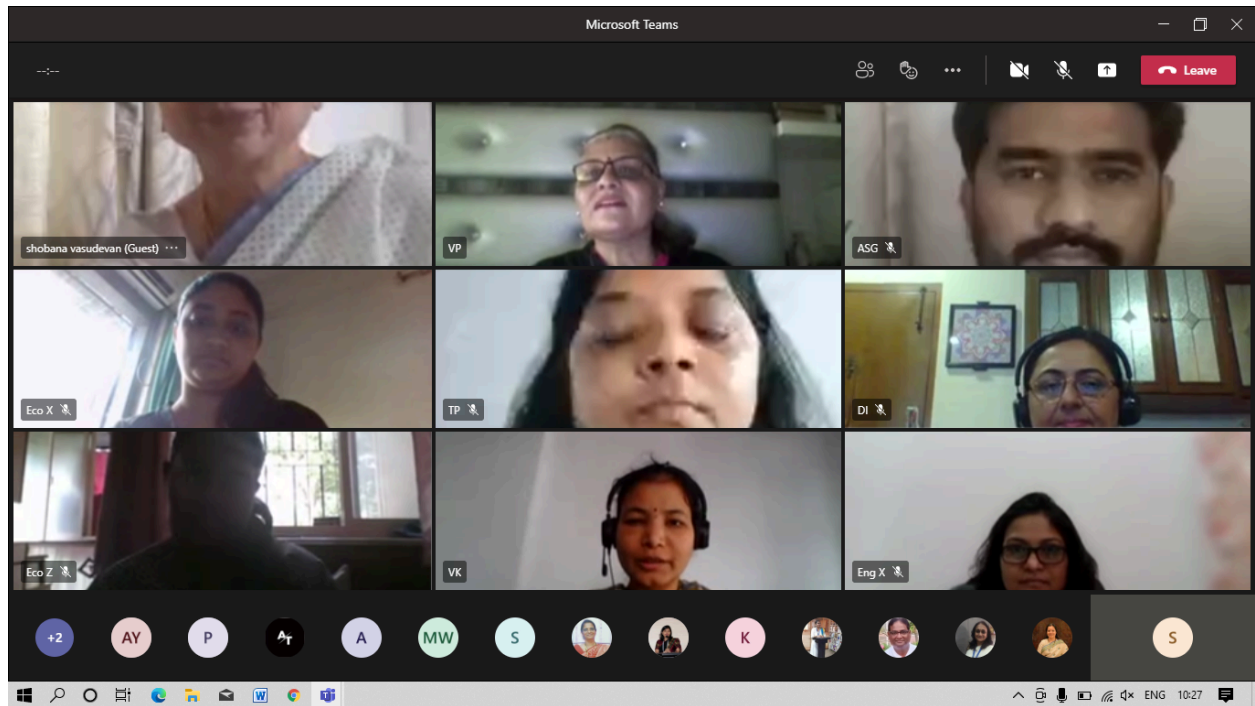 Microsoft Teams
--:--
Leave
shobana vasudevan (Guest) ...
VP
ASG
Eco X
TP
DI
Eco Z
VK
Eng X
+2
AY
P
AT
A
MW
S
K
S
W
ENG
10:27